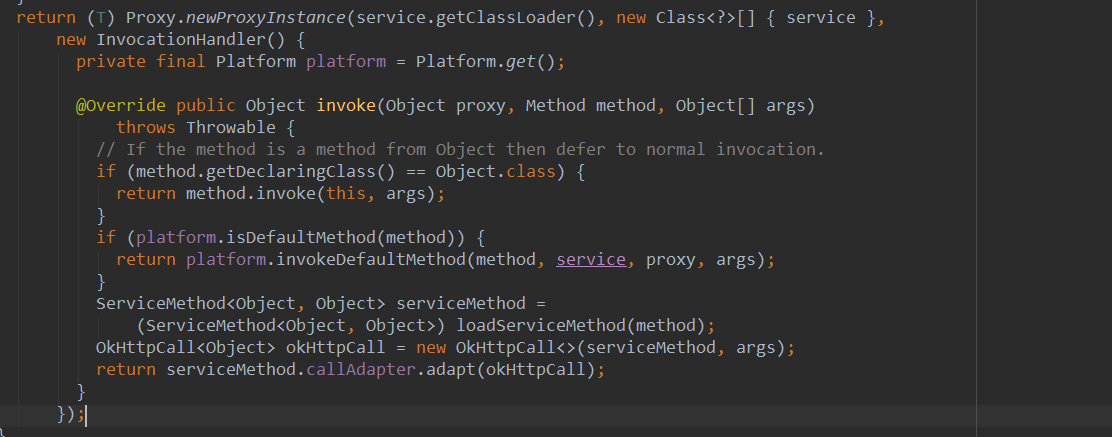 }
return (T) Proxy.newProxyInstance(service.getClassLoader(), new Class<?>[] { service },
    new InvocationHandler() {
      private final Platform platform = Platform.get();

      @Override public Object invoke(Object proxy, Method method, Object[] args)
          throws Throwable {
        // If the method is a method from Object then defer to normal invocation.
        if (method.getDeclaringClass() == Object.class) {
          return method.invoke(this, args);
        }
        if (platform.isDefaultMethod(method)) {
          return platform.invokeDefaultMethod(method, service, proxy, args);
        }
        ServiceMethod<Object, Object> serviceMethod =
            (ServiceMethod<Object, Object>) loadServiceMethod(method);
        OkHttpCall<Object> okHttpCall = new OkHttpCall<>(serviceMethod, args);
        return serviceMethod.callAdapter.adapt(okHttpCall);
      }
    });
}